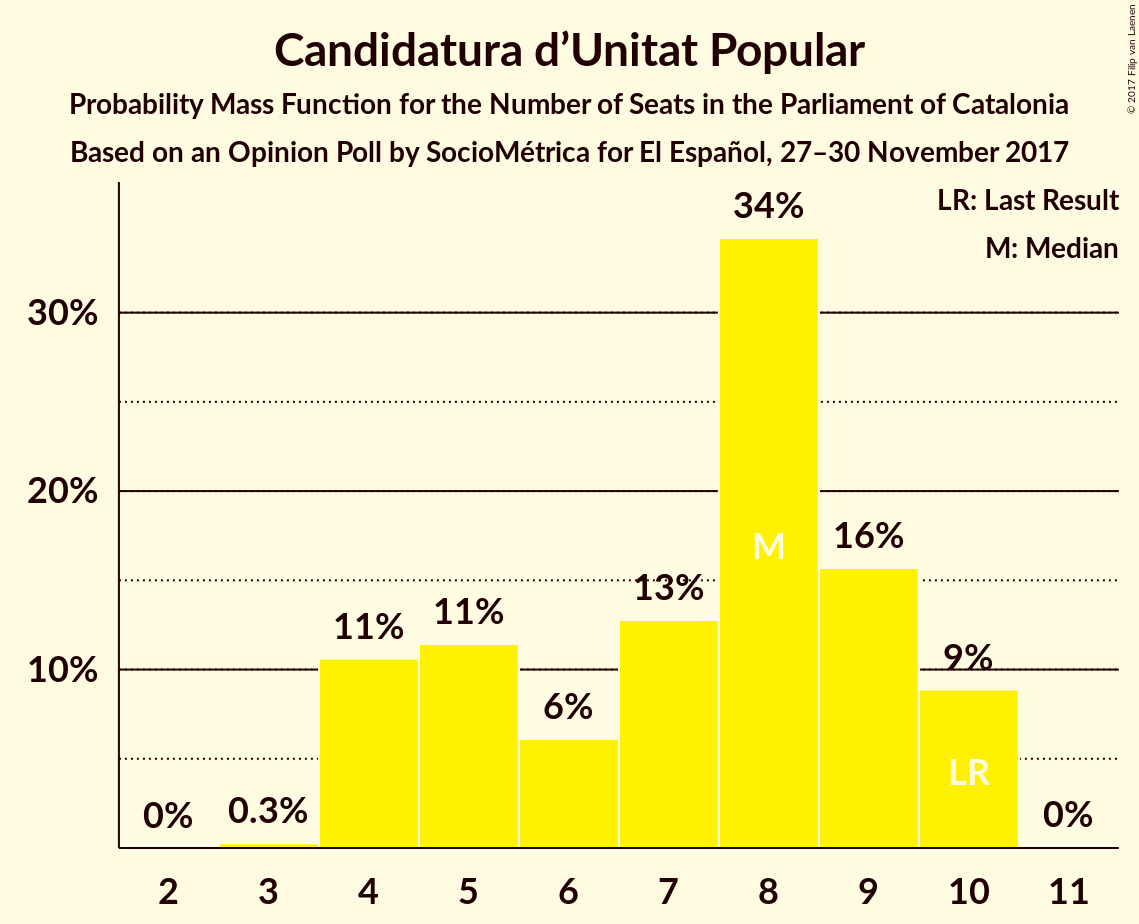 Candidatura d’Unitat Popular
Probability Mass Function for the Number of Seats in the Parliament of Catalonia
Based on an Opinion Poll by SocioMétrica for El Español, 27–30 November 2017
© 2017 Filip van Laenen
LR: Last Result
M: Median
34%
30%
20%
16%
M
13%
11%
11%
10%
9%
6%
LR
0%
0.3%
0%
2 3 4 5 6 7 8 9 10 11